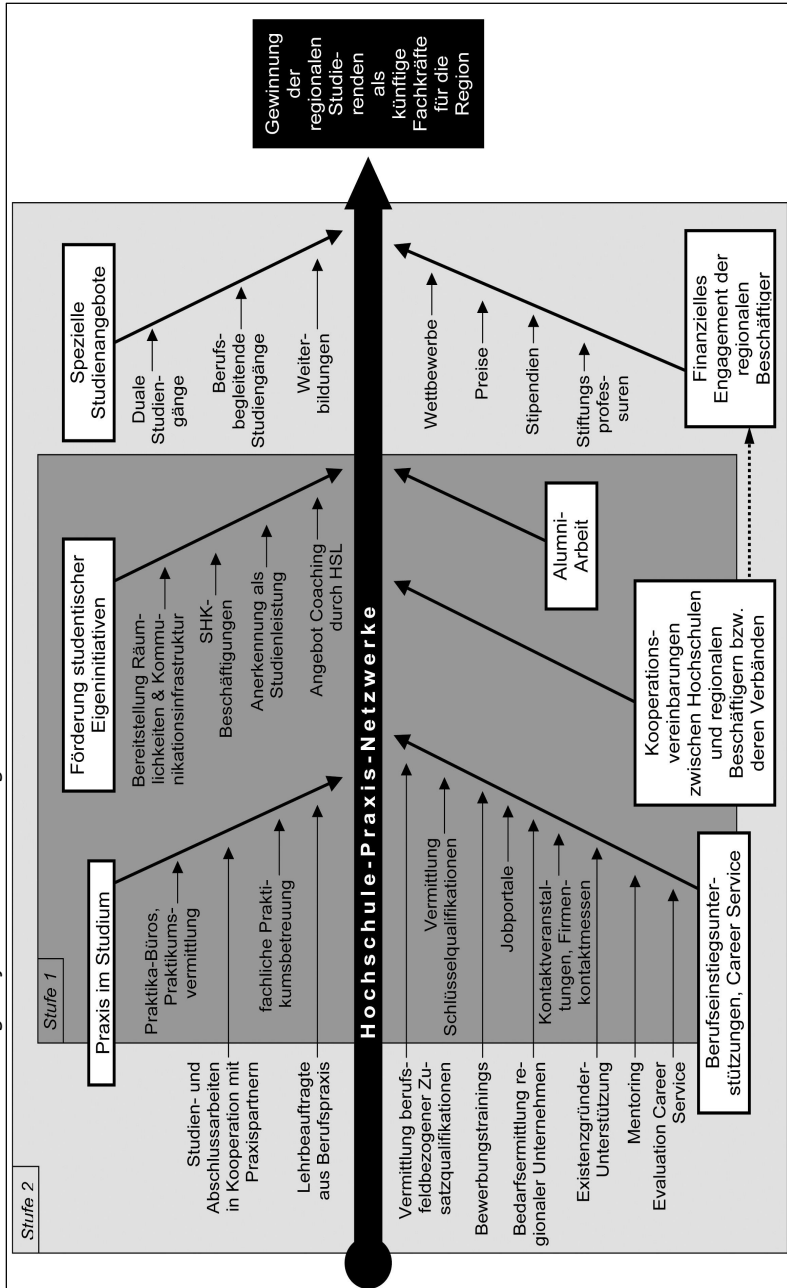 Stufe 2
Stufe 1
Praxis im Studium
Praktika-Büros,
Praktikums-
vermittlung
Studien- und
Abschlussarbeiten
in Kooperation mit
Praxispartnern
fachliche Prakti-
kumsbetreuung
Lehrbeauftragte
aus Berufspraxis
Förderung studentischer
Eigeninitiativen
Bereitstellung Räum-
lichkeiten & Kommu-
nikationsinfrastruktur
SHK-
Beschäftigungen
Anerkennung als
Studienleistung
Angebot Coaching
durch HSL
Spezielle
Studienangebote
Duale
Studien-
gänge
Berufs-
begleitende
Studiengänge
Weiter-
bildungen
Hochschule-Praxis-Netzwerke
Gewinnung
der
regionalen
Studie-
renden
als
künftige
Fachkräfte
für die
Region
Vermittlung berufs-
feldbezogener Zu-
satzqualifikationen
Vermittlung
Schlüsselqualifikationen
Bewerbungstrainings
Jobportale
Bedarfsermittlung re-
gionaler Unternehmen
Kontaktveranstal-
tungen, Firmen-
kontaktmessen
Existenzgründer-
Unterstützung
Mentoring
Evaluation Career
Service
Berufseinstiegsunter-
stützungen, Career Service
Kooperations-
vereinbarungen
zwischen Hochschulen
und regionalen
Beschäftigern bzw.
deren Verbänden
Alumni-
Arbeit
Wettbewerbe
Preise
Stipendien
Stiftungs-
profes-
suren
Finanzielles
Engagement der
regionalen
Beschäftiger